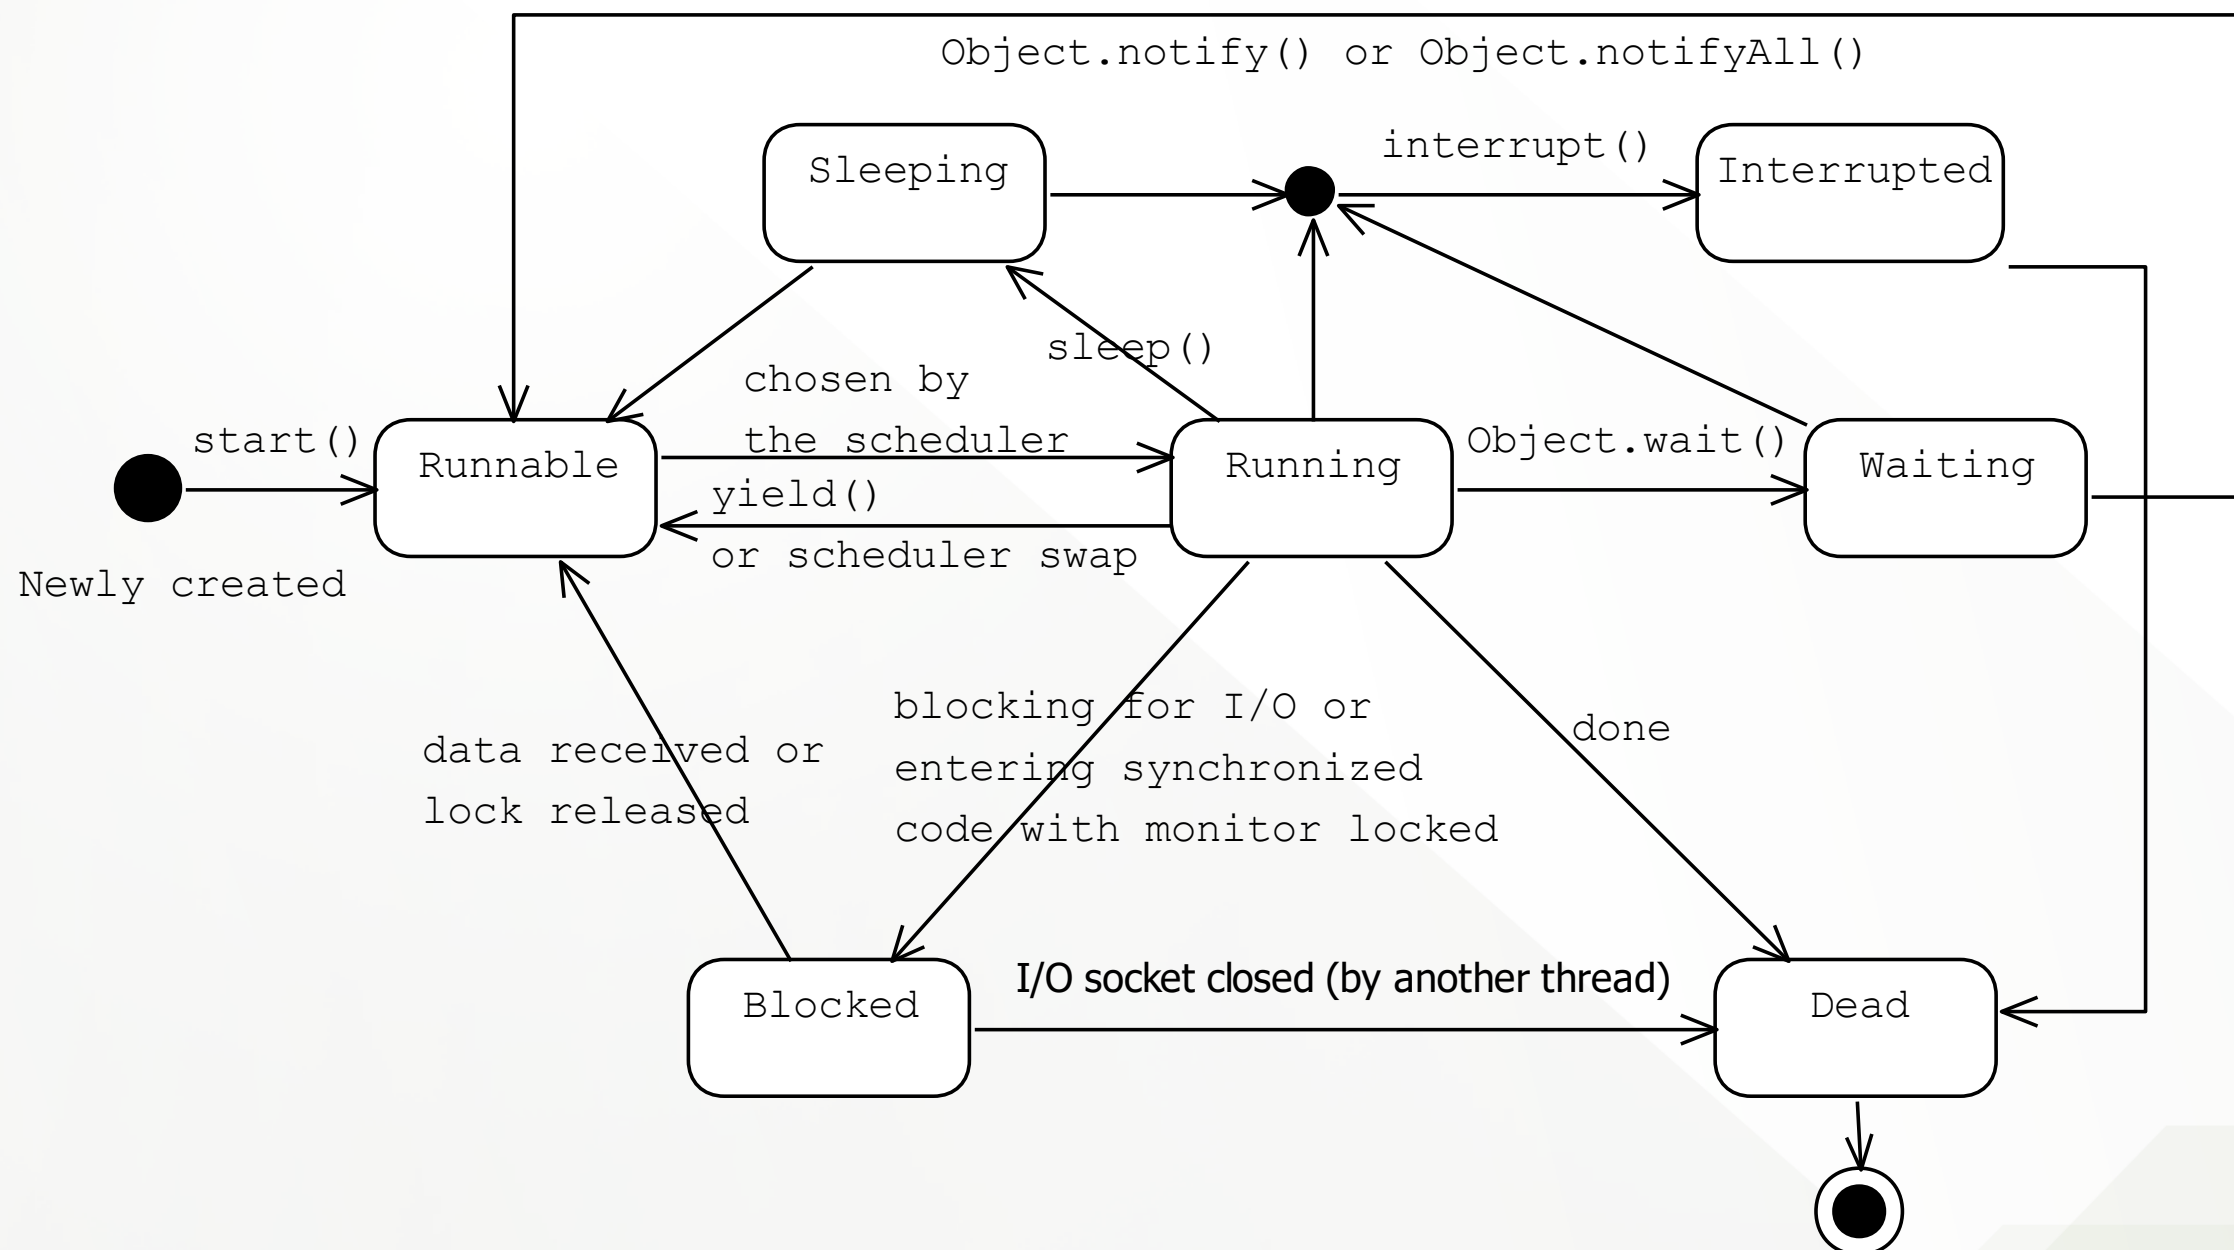 Object.notify() or Object.notifyAll()
interrupt()
Sleeping
Interrupted
sleep()
chosen by
the scheduler
start()
Runnable
Running
Object.wait()
Waiting
yield()
or scheduler swap
Newly created
blocking for I/O or
entering synchronized
code with monitor locked
data received or
lock released
done
I/O socket closed (by another thread)
Blocked
Dead